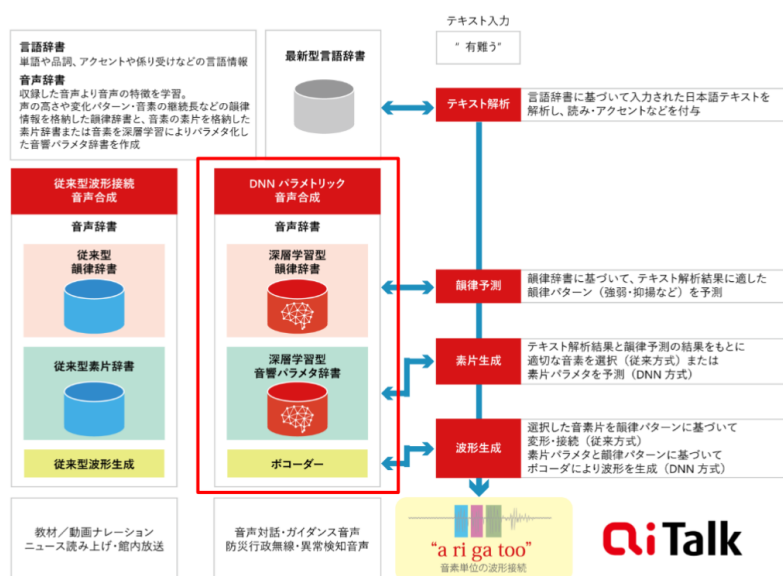 テキスト入力
“ 有難う”
言語辞書
単語や品詞、アクセントや係り受けなどの言語情報
音声辞書
収録した音声より音声の特徴を学習。
声の高さや変化パターン・音素の継続長などの韻律
情報を格納した韻律辞書と、音素の素片を格納した
素片辞書または音素を深層学習によりパラメタ化し
た音響パラメタ辞書を作成
最新型言語辞書
テキスト解析
言語辞書に基づいて入力された日本語テキストを
解析し、読み・アクセントなどを付与
従来型波形接続
音声合成
音声辞書
従来型
韻律辞書
従来型素片辞書
従来型波形生成
DNN パラメトリック
音声合成
音声辞書
深層学習型
韻律辞書
深層学習型
音響パラメタ辞書
ボコーダー
韻律予測
韻律辞書に基づいて、テキスト解析結果に適した
韻律パターン（強弱・抑揚など）を予測
素片生成
テキスト解析結果と韻律予測の結果をもとに
適切な音素を選択（従来方式）または
素片パラメタを予測（DNN 方式）
波形生成
選択した音素片を韻律パターンに基づいて
変形・接続（従来方式）
素片パラメタと韻律パターンに基づいて
ボコーダにより波形を生成（DNN 方式）
教材／動画ナレーション
ニュース読み上げ・館内放送
音声対話・ガイダンス音声
防災行政無線・異常検知音声
“a ri ga too”
音素単位の波形接続
AiTalk